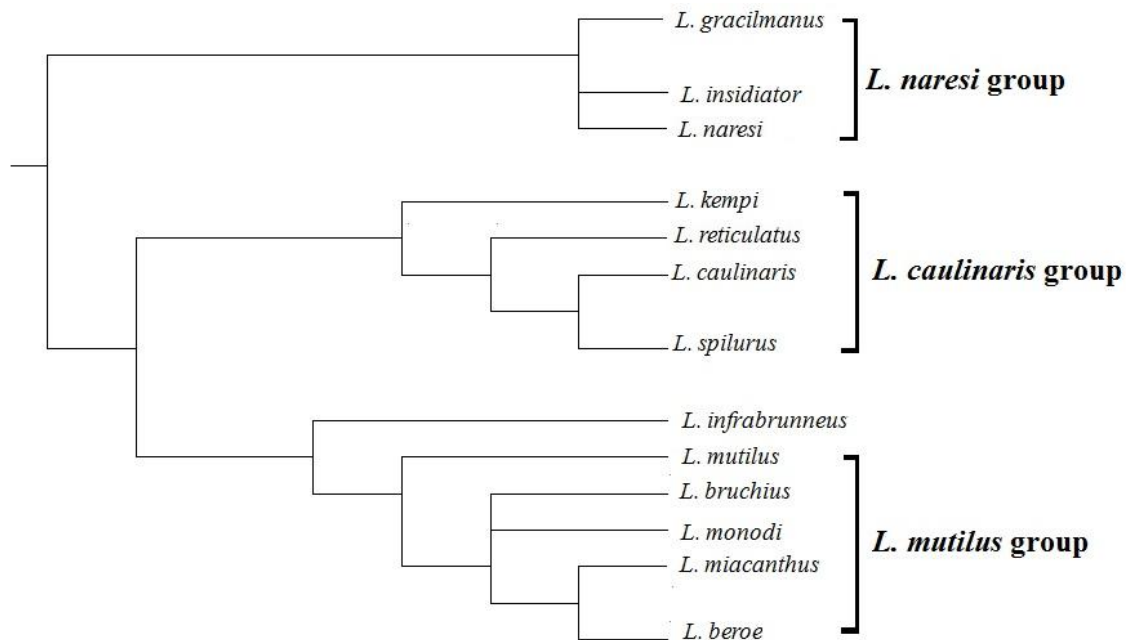 L. gracilmanus
L. insidiator
L. naresi
L. naresi group
L. kempi
L. reticulatus
L. caulinaris
L. spilurus
L. caulinaris group
L. infrabrunneus
L. mutilus
L. bruchius
L. monodi
L. miacanthus
L. beroe
L. mutilus group